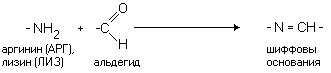 -NH2 + -C O H → -N = CH-
аргинин (АРГ), альдегид шиффовы
лизин (ЛИЗ) основания